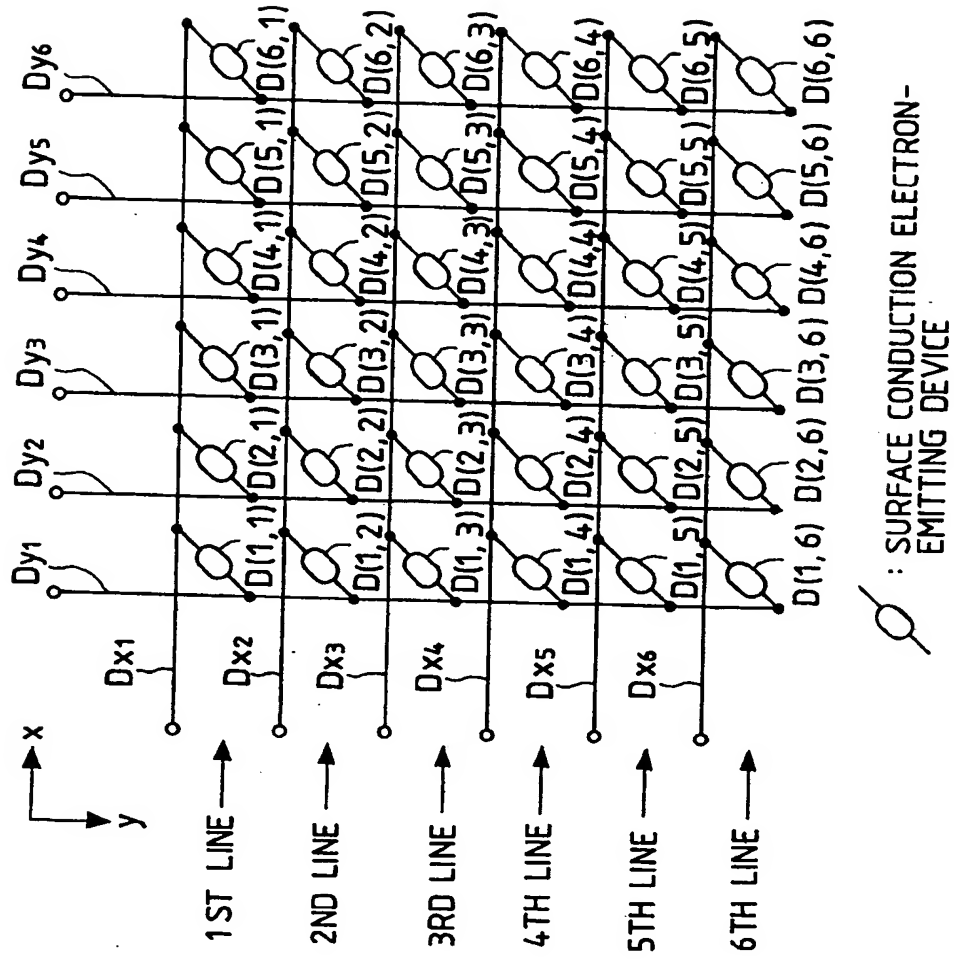 Dy1 Dy2 Dy3 Dy4 Dy5 Dy6
x
y
Dx1
1ST LINE
D(1,1) D(2,1) D(3,1) D(4,1) D(5,1) D(6,1)
Dx2
2ND LINE
D(1,2) D(2,2) D(3,2) D(4,2) D(5,2) D(6,2)
Dx3
3RD LINE
D(1,3) D(2,3) D(3,3) D(4,3) D(5,3) D(6,3)
Dx4
4TH LINE
D(1,4) D(2,4) D(3,4) D(4,4) D(5,4) D(6,4)
Dx5
5TH LINE
D(1,5) D(2,5) D(3,5) D(4,5) D(5,5) D(6,5)
Dx6
6TH LINE
D(1,6) D(2,6) D(3,6) D(4,6) D(5,6) D(6,6)
: SURFACE CONDUCTION ELECTRON-
EMITTING DEVICE